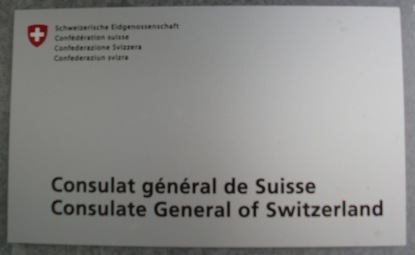 Schweizerische Eidgenossenschaft
Confédération suisse
Confederazione Svizzera
Confederaziun svizra
Consulat général de Suisse
Consulate General of Switzerland